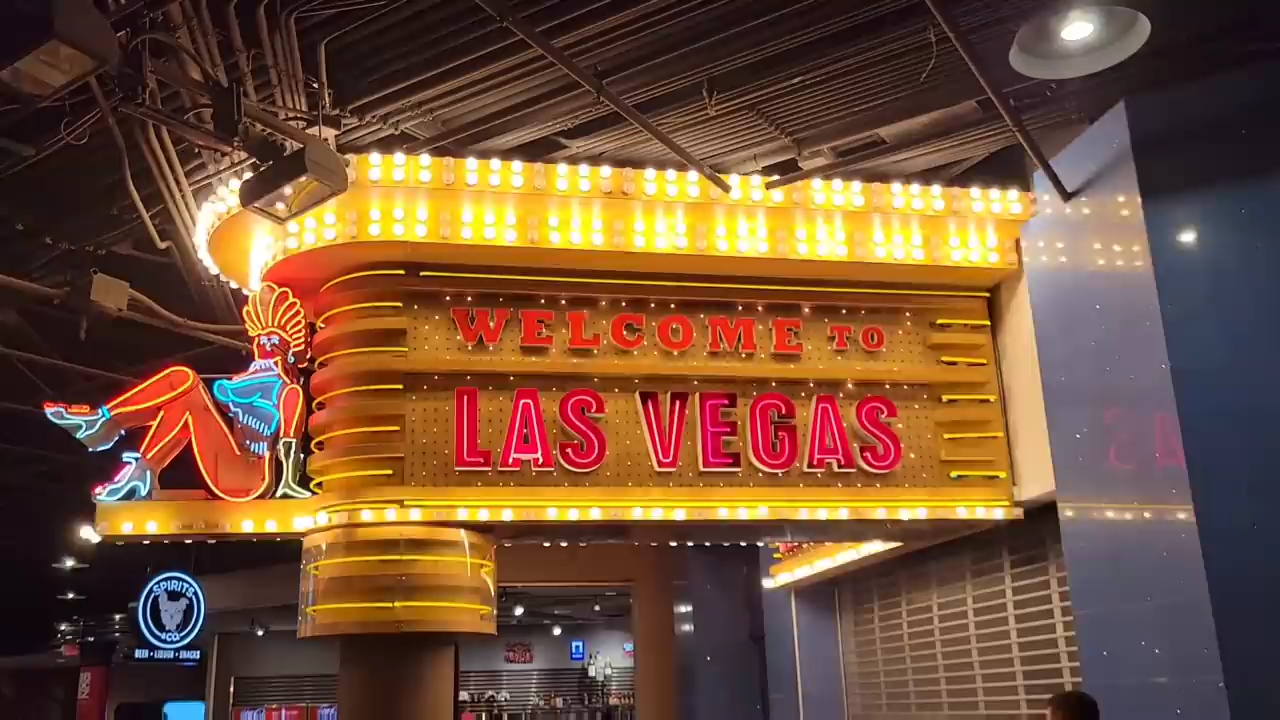 WELCOME TO
LAS VEGAS
SPIRITS
& CO.
BEER • LIQUOR • SNACKS